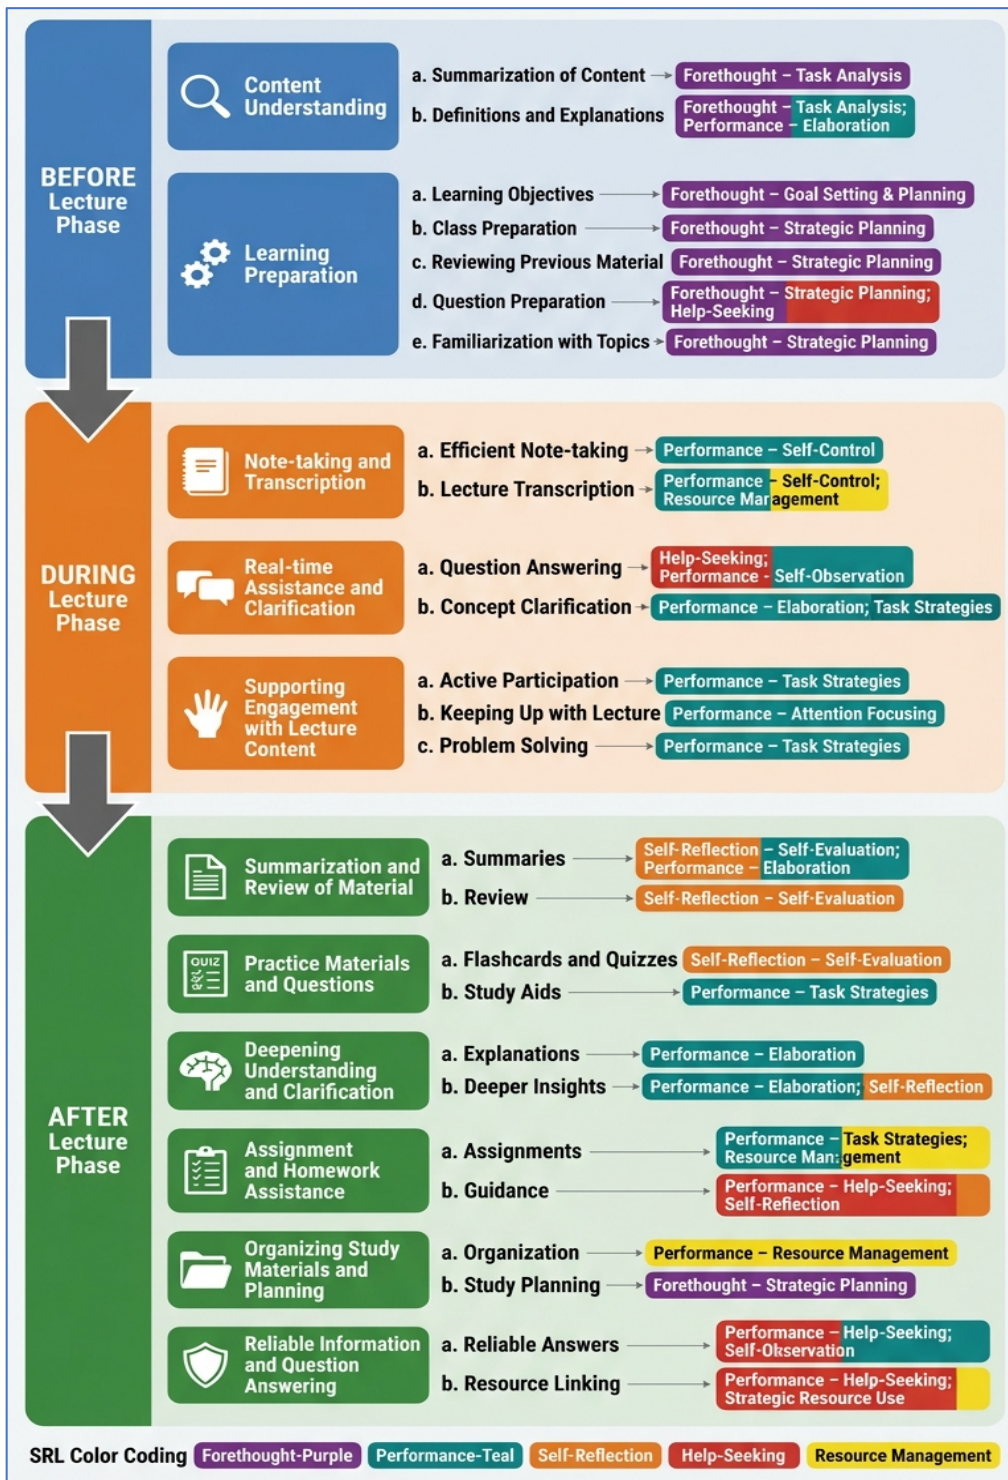 BEFORE
Lecture
Phase
Content
Understanding
a. Summarization of Content
Forethought – Task Analysis
b. Definitions and Explanations
Forethought – Task Analysis;
Performance – Elaboration
Learning
Preparation
a. Learning Objectives
Forethought – Goal Setting & Planning
b. Class Preparation
Forethought – Strategic Planning
c. Reviewing Previous Material
Forethought – Strategic Planning
d. Question Preparation
Forethought – Strategic Planning;
Help-Seeking
e. Familiarization with Topics
Forethought – Strategic Planning
DURING
Lecture
Phase
Note-taking and
Transcription
a. Efficient Note-taking
Performance – Self-Control
b. Lecture Transcription
Performance – Self-Control;
Resource Management
Real-time
Assistance and
Clarification
a. Question Answering
Help-Seeking;
Performance - Self-Observation
b. Concept Clarification
Performance – Elaboration; Task Strategies
Supporting
Engagement
with Lecture
Content
a. Active Participation
Performance – Task Strategies
b. Keeping Up with Lecture
Performance – Attention Focusing
c. Problem Solving
Performance – Task Strategies
AFTER
Lecture
Phase
Summarization and
Review of Material
a. Summaries
Self-Reflection – Self-Evaluation;
Performance – Elaboration
b. Review
Self-Reflection – Self-Evaluation
QUIZ
Practice Materials
and Questions
a. Flashcards and Quizzes
Self-Reflection – Self-Evaluation
b. Study Aids
Performance – Task Strategies
Deepening
Understanding
and Clarification
a. Explanations
Performance – Elaboration
b. Deeper Insights
Performance – Elaboration; Self-Reflection
Assignment
and Homework
Assistance
a. Assignments
Performance – Task Strategies;
Resource Man:gement
b. Guidance
Performance – Help-Seeking;
Self-Reflection
Organizing Study
Materials and
Planning
a. Organization
Performance – Resource Management
b. Study Planning
Forethought – Strategic Planning
Reliable Information
and Question
Answering
a. Reliable Answers
Performance – Help-Seeking;
Self-Okservation
b. Resource Linking
Performance – Help-Seeking;
Strategic Resource Use
SRL Color Coding
Forethought-Purple
Performance-Teal
Self-Reflection
Help-Seeking
Resource Management